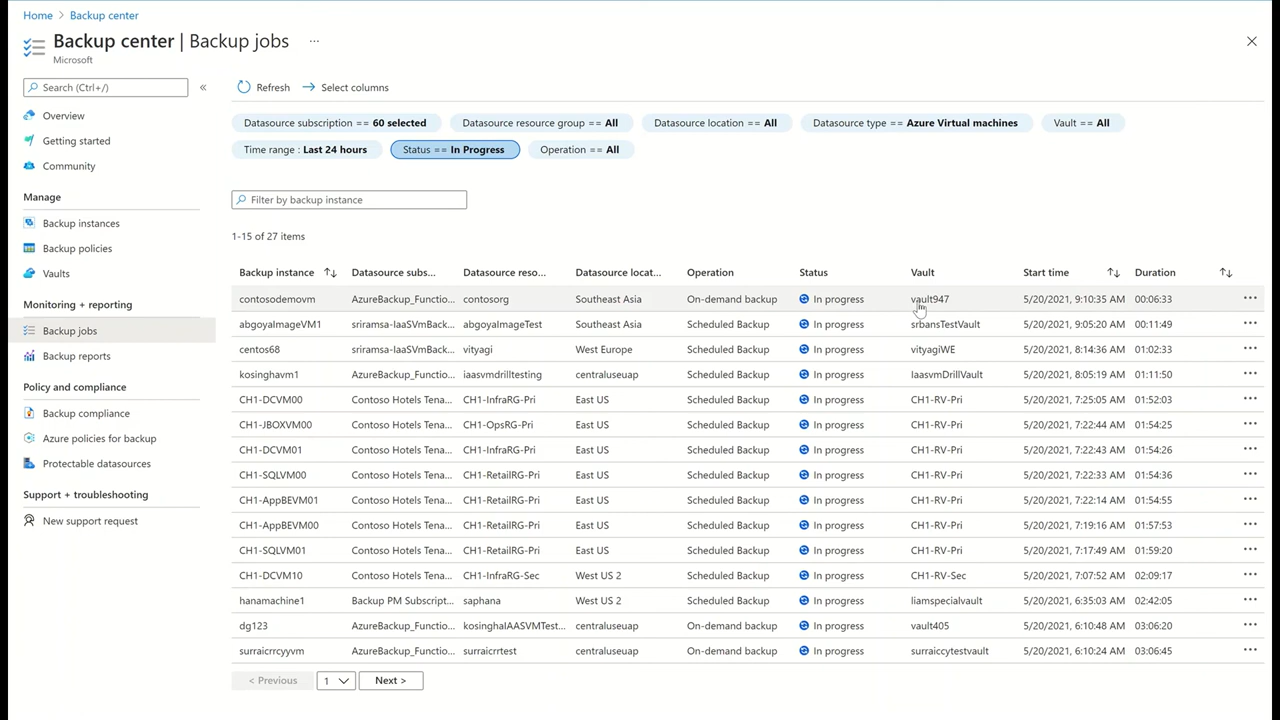 Home > Backup center
Backup center | Backup jobs ...
Microsoft
Search (Ctrl+/) «
Overview
Getting started
Community
Manage
Backup instances
Backup policies
Vaults
Monitoring + reporting
Backup jobs
Backup reports
Policy and compliance
Backup compliance
Azure policies for backup
Protectable datasources
Support + troubleshooting
New support request
Refresh Select columns
Datasource subscription == 60 selected Datasource resource group == All Datasource location == All Datasource type == Azure Virtual machines Vault == All
Time range : Last 24 hours Status == In Progress Operation == All
Filter by backup instance
1-15 of 27 items
Backup instance Datasource subs... Datasource reso... Datasource locat... Operation Status Vault Start time Duration
contosodemovm AzureBackup_Functio... contosorg Southeast Asia On-demand backup In progress vault947 5/20/2021, 9:10:35 AM 00:06:33 ...
abgoyaImageVM1 sriramsa-IaaSVmBack... abgoyaImageTest Southeast Asia Scheduled Backup In progress srbansTestVault 5/20/2021, 9:05:20 AM 00:11:49 ...
centos68 sriramsa-IaaSVmBack... vityagi West Europe Scheduled Backup In progress vityagiWE 5/20/2021, 8:14:36 AM 01:02:33 ...
kosinghavm1 AzureBackup_Functio... iaasvmdrilltesting centraluseuap Scheduled Backup In progress IaasvmDrillVault 5/20/2021, 8:05:19 AM 01:11:50 ...
CH1-DCVM00 Contoso Hotels Tena... CH1-InfraRG-Pri East US Scheduled Backup In progress CH1-RV-Pri 5/20/2021, 7:25:05 AM 01:52:03 ...
CH1-JBOXVM00 Contoso Hotels Tena... CH1-OpsRG-Pri East US Scheduled Backup In progress CH1-RV-Pri 5/20/2021, 7:22:44 AM 01:54:25 ...
CH1-DCVM01 Contoso Hotels Tena... CH1-InfraRG-Pri East US Scheduled Backup In progress CH1-RV-Pri 5/20/2021, 7:22:43 AM 01:54:26 ...
CH1-SQLVM00 Contoso Hotels Tena... CH1-RetailRG-Pri East US Scheduled Backup In progress CH1-RV-Pri 5/20/2021, 7:22:33 AM 01:54:36 ...
CH1-AppBEVM01 Contoso Hotels Tena... CH1-RetailRG-Pri East US Scheduled Backup In progress CH1-RV-Pri 5/20/2021, 7:22:14 AM 01:54:55 ...
CH1-AppBEVM00 Contoso Hotels Tena... CH1-RetailRG-Pri East US Scheduled Backup In progress CH1-RV-Pri 5/20/2021, 7:19:16 AM 01:57:53 ...
CH1-SQLVM01 Contoso Hotels Tena... CH1-RetailRG-Pri East US Scheduled Backup In progress CH1-RV-Pri 5/20/2021, 7:17:49 AM 01:59:20 ...
CH1-DCVM10 Contoso Hotels Tena... CH1-InfraRG-Sec West US 2 Scheduled Backup In progress CH1-RV-Sec 5/20/2021, 7:07:52 AM 02:09:17 ...
hanamachine1 Backup PM Subscript... saphana West US 2 Scheduled Backup In progress liamspecialvault 5/20/2021, 6:35:03 AM 02:42:05 ...
dg123 AzureBackup_Functio... kosinghaIAASVMTest... centraluseuap On-demand backup In progress vault405 5/20/2021, 6:10:48 AM 03:06:20 ...
surraicrrcyyvm AzureBackup_Functio... surraicrrtest centraluseuap On-demand backup In progress surraiccytestvault 5/20/2021, 6:10:24 AM 03:06:45 ...
< Previous 1 Next >